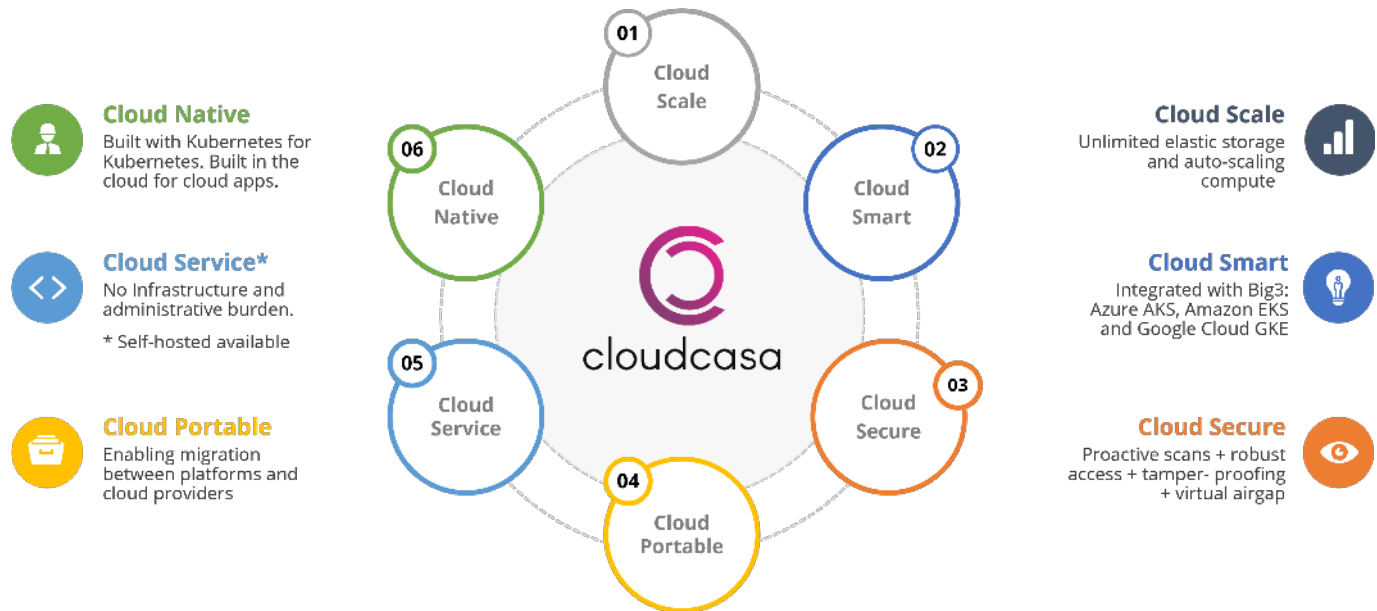 Cloud Native
Built with Kubernetes for
Kubernetes. Built in the
cloud for cloud apps.
Cloud Service*
No Infrastructure and
administrative burden.
* Self-hosted available
Cloud Portable
Enabling migration
between platforms and
cloud providers
01
Cloud
Scale
02
Cloud
Smart
03
Cloud
Secure
04
Cloud
Portable
05
Cloud
Service
06
Cloud
Native
cloudcasa
Cloud Scale
Unlimited elastic storage
and auto-scaling
compute
Cloud Smart
Integrated with Big3:
Azure AKS, Amazon EKS
and Google Cloud GKE
Cloud Secure
Proactive scans + robust
access + tamper- proofing
+ virtual airgap